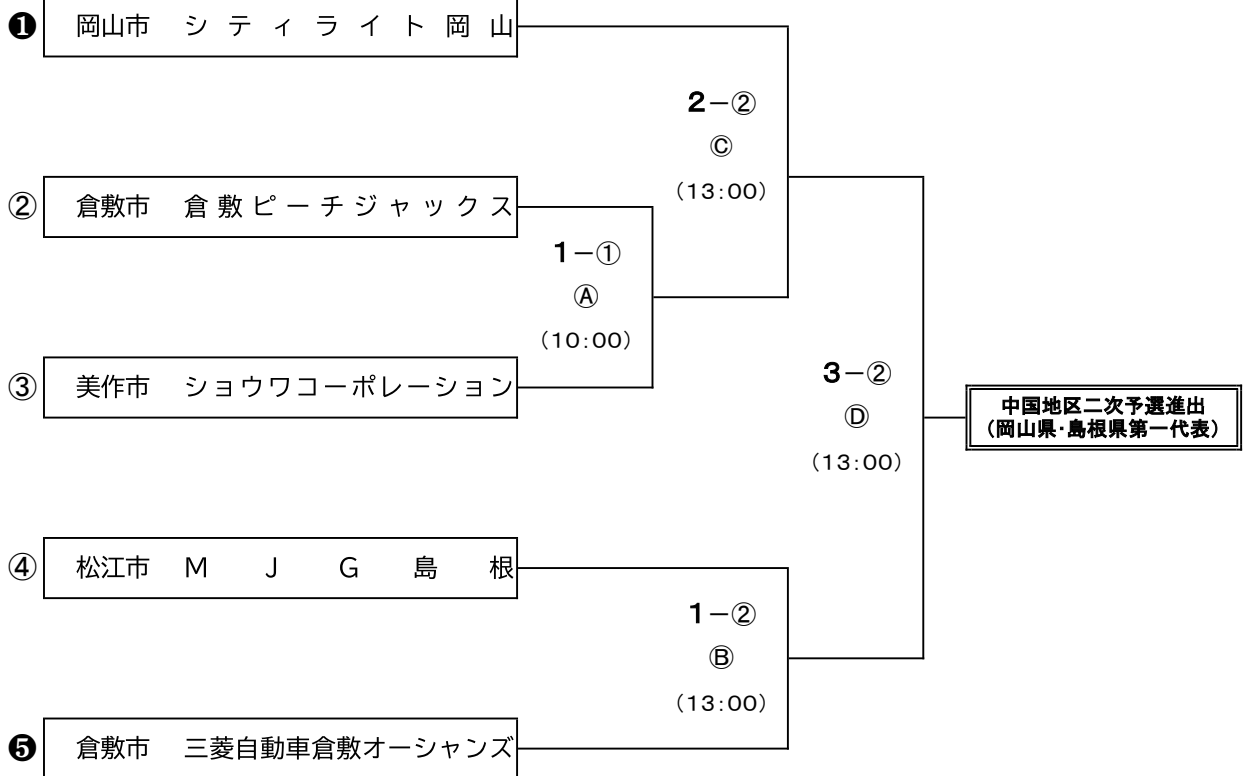 ❶ 岡山市 シティライト岡山
2－②
Ⓒ
（13:00）
② 倉敷市 倉敷ピーチジャックス
1－①
Ⓐ
（10:00）
③ 美作市 ショウワコーポレーション
3－②
Ⓓ
（13:00）
中国地区二次予選進出
（岡山県・島根県第一代表）
④ 松江市 MJG島根
1－②
Ⓑ
（13:00）
❺ 倉敷市 三菱自動車倉敷オーシャンズ